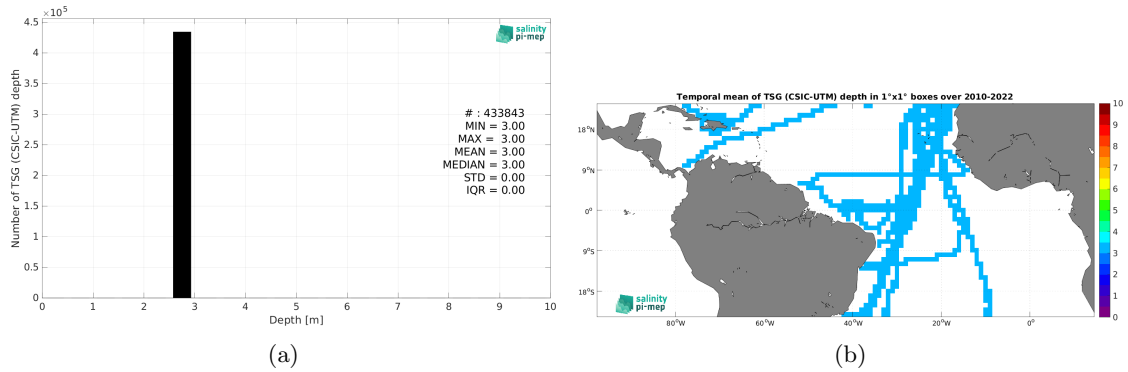 ×10^5
4.5
4
3.5
3
2.5
2
1.5
1
0.5
0
Number of TSG (CSIC-UTM) depth
salinity
pi-mep
# : 433843
MIN = 3.00
MAX = 3.00
MEAN = 3.00
MEDIAN = 3.00
STD = 0.00
IQR = 0.00
0 1 2 3 4 5 6 7 8 9 10
Depth [m]
(a)
Temporal mean of TSG (CSIC-UTM) depth in 1°x1° boxes over 2010-2022
18°N
9°N
0°
9°S
18°S
80°W 60°W 40°W 20°W 0°
salinity
pi-mep
10
9
8
7
6
5
4
3
2
1
0
(b)